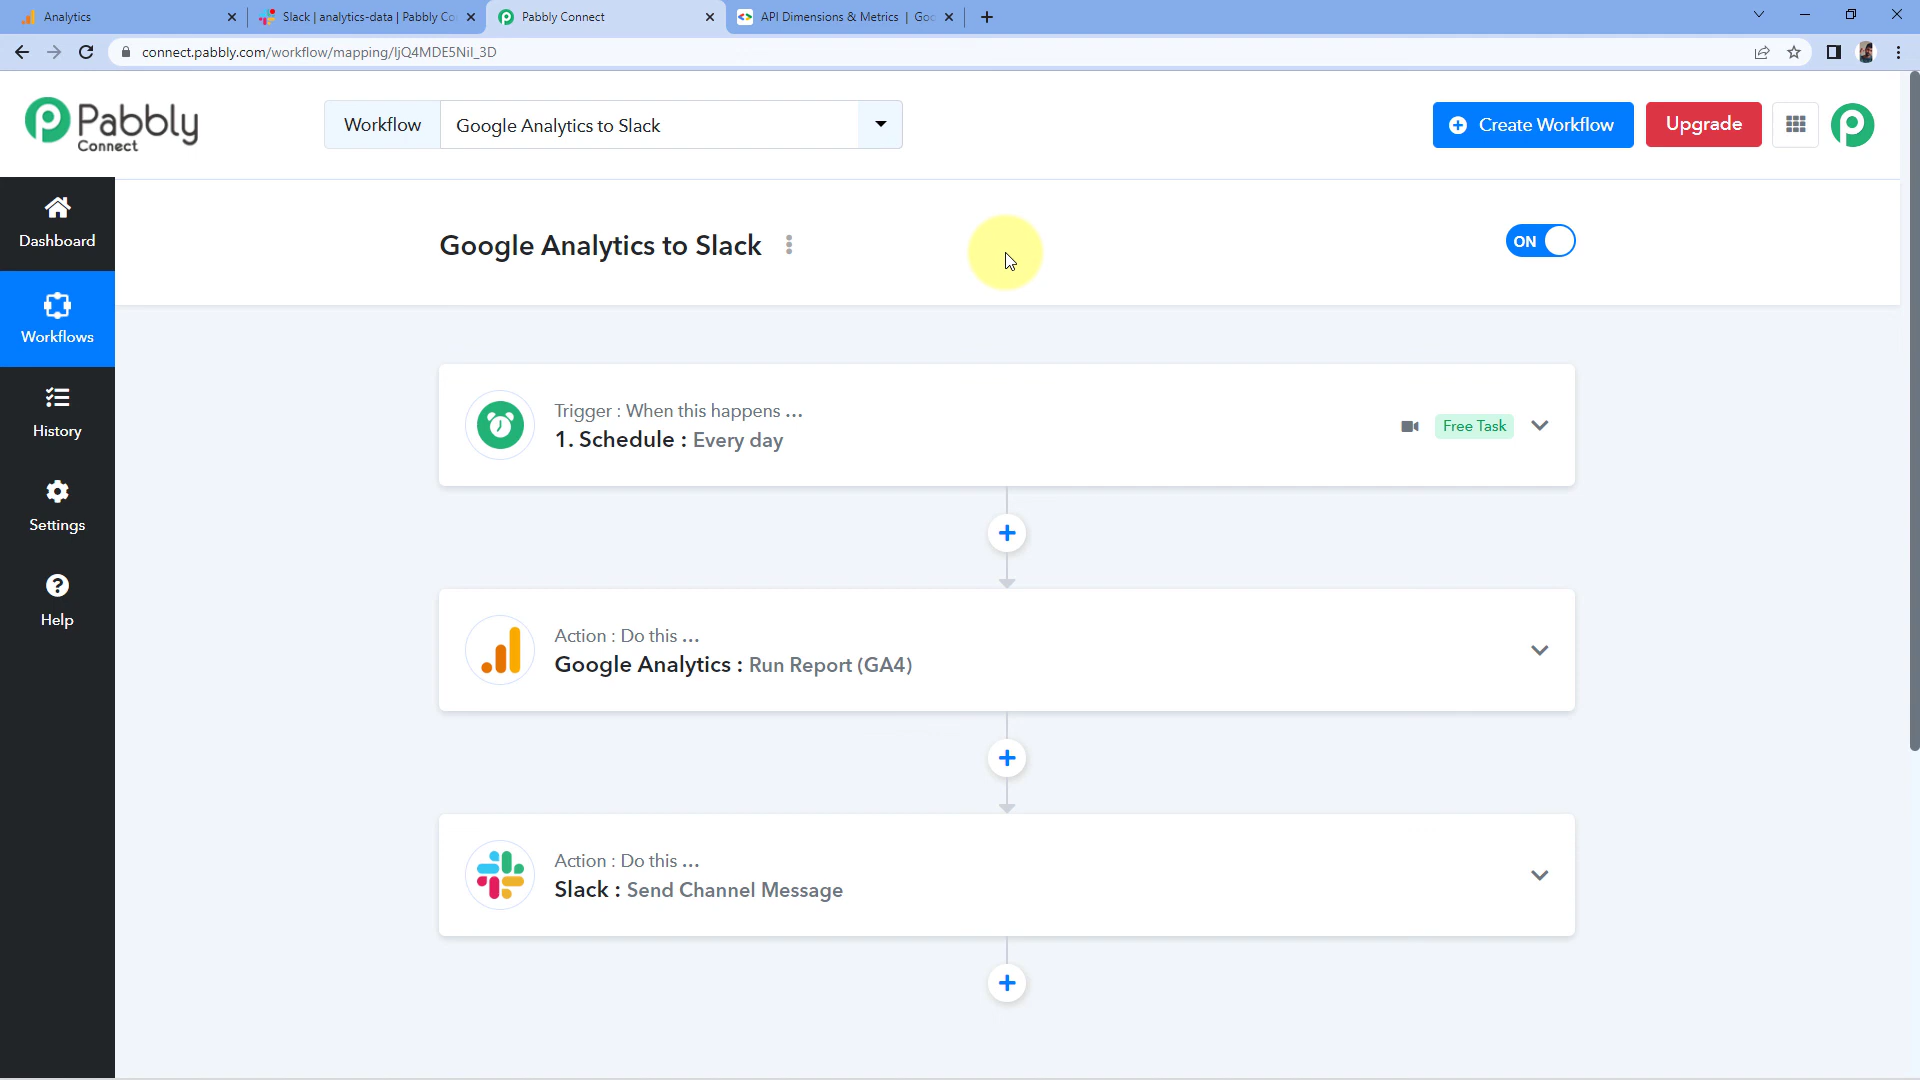 Analytics
Slack | analytics-data | Pabbly Co
Pabbly Connect
API Dimensions & Metrics | Goo
connect.pabbly.com/workflow/mapping/IjQ4MDE5NiI_3D
Pabbly
Connect
Workflow
Google Analytics to Slack
Create Workflow
Upgrade
Dashboard
Workflows
History
Settings
Help
Google Analytics to Slack
ON
Trigger : When this happens ...
1. Schedule : Every day
Free Task
Action : Do this ...
Google Analytics : Run Report (GA4)
Action : Do this ...
Slack : Send Channel Message